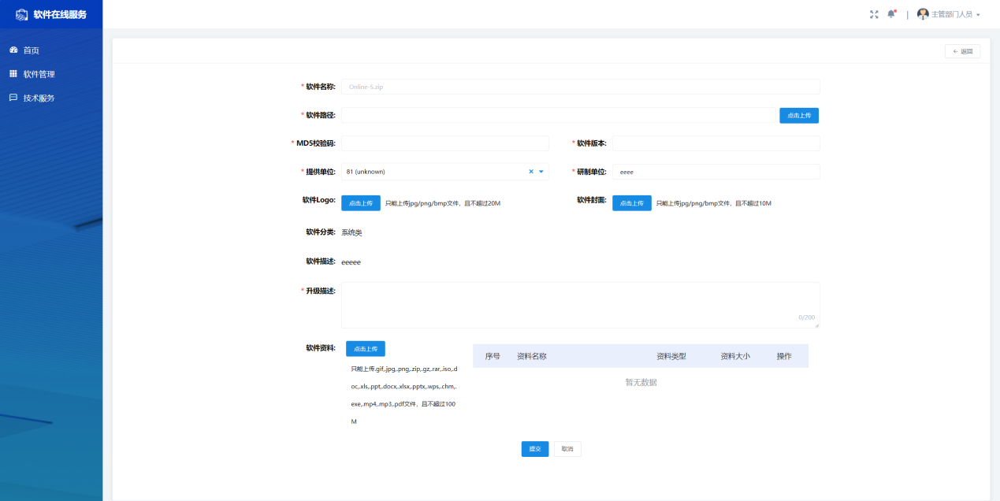 软件在线服务
主管部门人员
首页
软件管理
技术服务
返回
* 软件名称: Online-S.zip
* 软件路径: 点击上传
* MD5校验码: * 软件版本:
* 提供单位: 81 (unknown) * 研制单位: eeee
软件Logo: 点击上传 只能上传jpg/png/bmp文件，且不超过20M 软件封面: 点击上传 只能上传jpg/png/bmp文件，且不超过10M
软件分类: 系统类
软件描述: eeeee
* 升级描述:
0/200
软件资料: 点击上传
只能上传.gif,.jpg,.png,.zip,.gz,.rar,.iso,.d
oc,.xls,.ppt,.docx,.xlsx,.pptx,.wps,.chm,.
exe,.mp4,.mp3,.pdf文件，且不超过100
M
序号 资料名称 资料类型 资料大小 操作
暂无数据
提交 取消